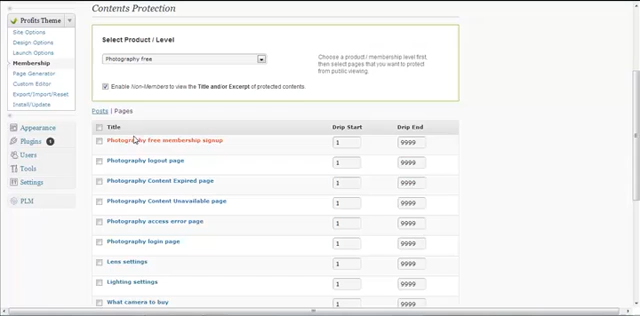 Contents Protection
Profits Theme
Site Options
Design Options
Launch Options
Membership
Page Generator
Custom Editor
Export/Import/Reset
Install/Update
Appearance
Plugins 1
Users
Tools
Settings
PLM
Select Product / Level
Photography free
Choose a product / membership level first
then select pages that you want to protect
from public viewing.
Enable Non-Members to view the Title and/or Excerpt of protected contents
Posts | Pages
Title Drip Start Drip End
Photography free membership signup 1 9999
Photography logout page 1 9999
Photography Content Expired page 1 9999
Photography Content Unavailable page 1 9999
Photography access error page 1 9999
Photography login page 1 9999
Lens settings 1 9999
Lighting settings 1 9999
What camera to buy 1 9999